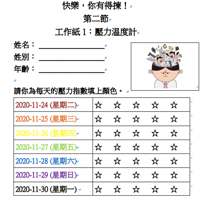 快樂，你有得揀！
第二節
工作紙 1：壓力溫度計
姓名：
性別：
年齡：
請你為每天的壓力指數填上顏色。
2020-11-24 (星期二) ☆ ☆ ☆ ☆ ☆
2020-11-25 (星期三) ☆ ☆ ☆ ☆ ☆
2020-11-26 (星期四) ☆ ☆ ☆ ☆ ☆
2020-11-27 (星期五) ☆ ☆ ☆ ☆ ☆
2020-11-28 (星期六) ☆ ☆ ☆ ☆ ☆
2020-11-29 (星期日) ☆ ☆ ☆ ☆ ☆
2020-11-30 (星期一) ☆ ☆ ☆ ☆ ☆